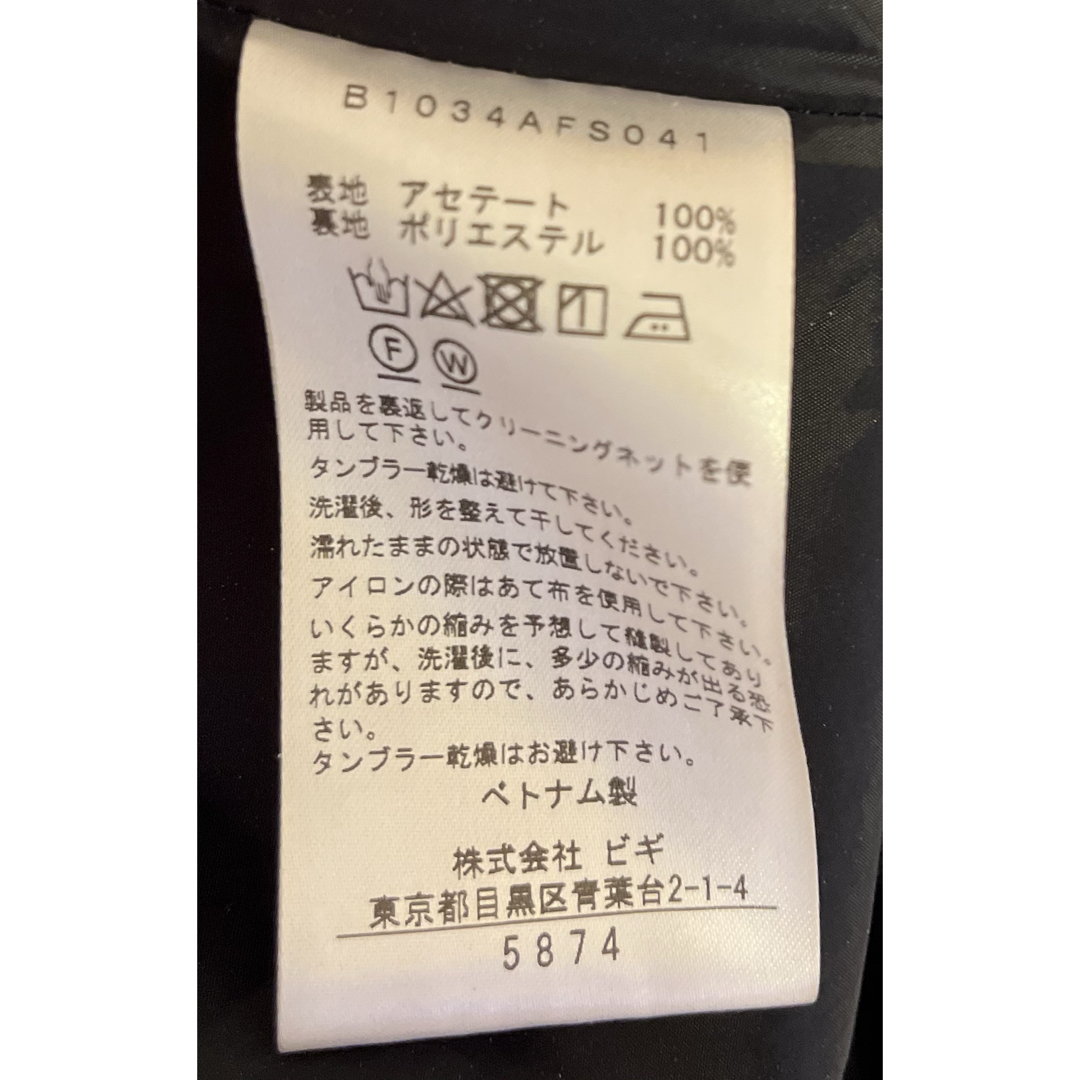 B1034AFS041
表地 アセテート 100%
裏地 ポリエステル 100%
F W
製品を裏返してクリーニングネットを使
用して下さい。
タンブラー乾燥は避けて下さい。
洗濯後、形を整えて干してください。
濡れたままの状態で放置しないで下さい。
アイロンの際はあて布を使用して下さい。
いくらかの縮みを予想して縫製してあり
ますが、洗濯後に、多少の縮みが出る恐
れがありますので、あらかじめご了承下
さい。
タンブラー乾燥はお避け下さい。
ベトナム製
株式会社 ビギ
東京都目黒区青葉台2-1-4
5874